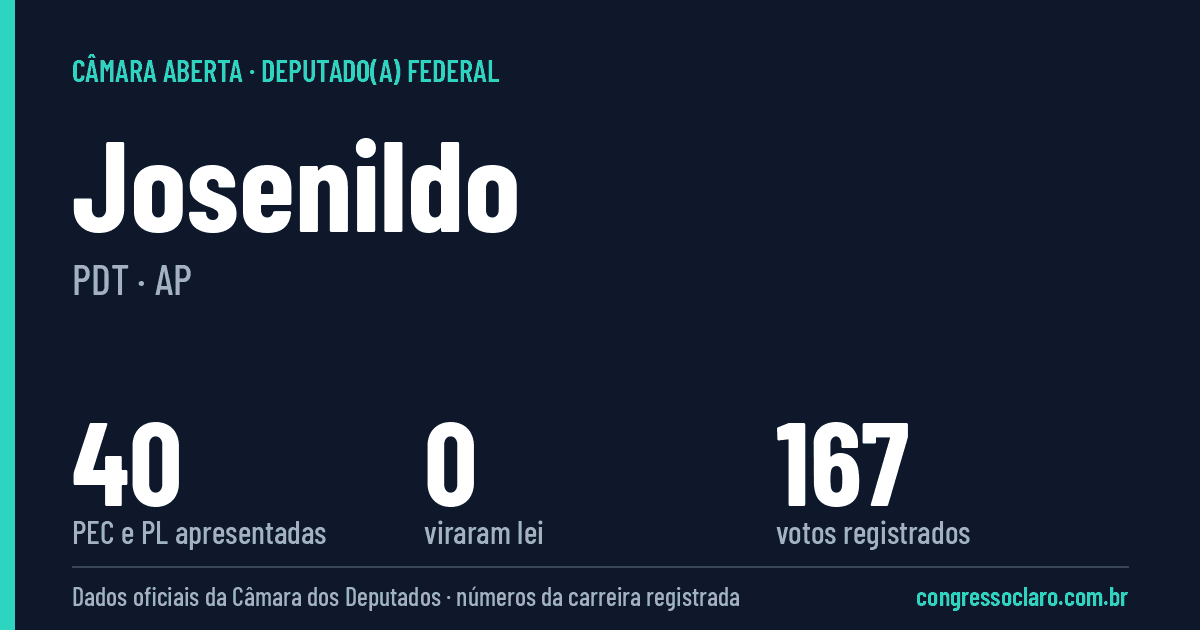 CÂMARA ABERTA · DEPUTADO(A) FEDERAL
Josenildo
PDT · AP
40 0 167
PEC e PL apresentadas viraram lei votos registrados
Dados oficiais da Câmara dos Deputados · números da carreira registrada congressoclaro.com.br